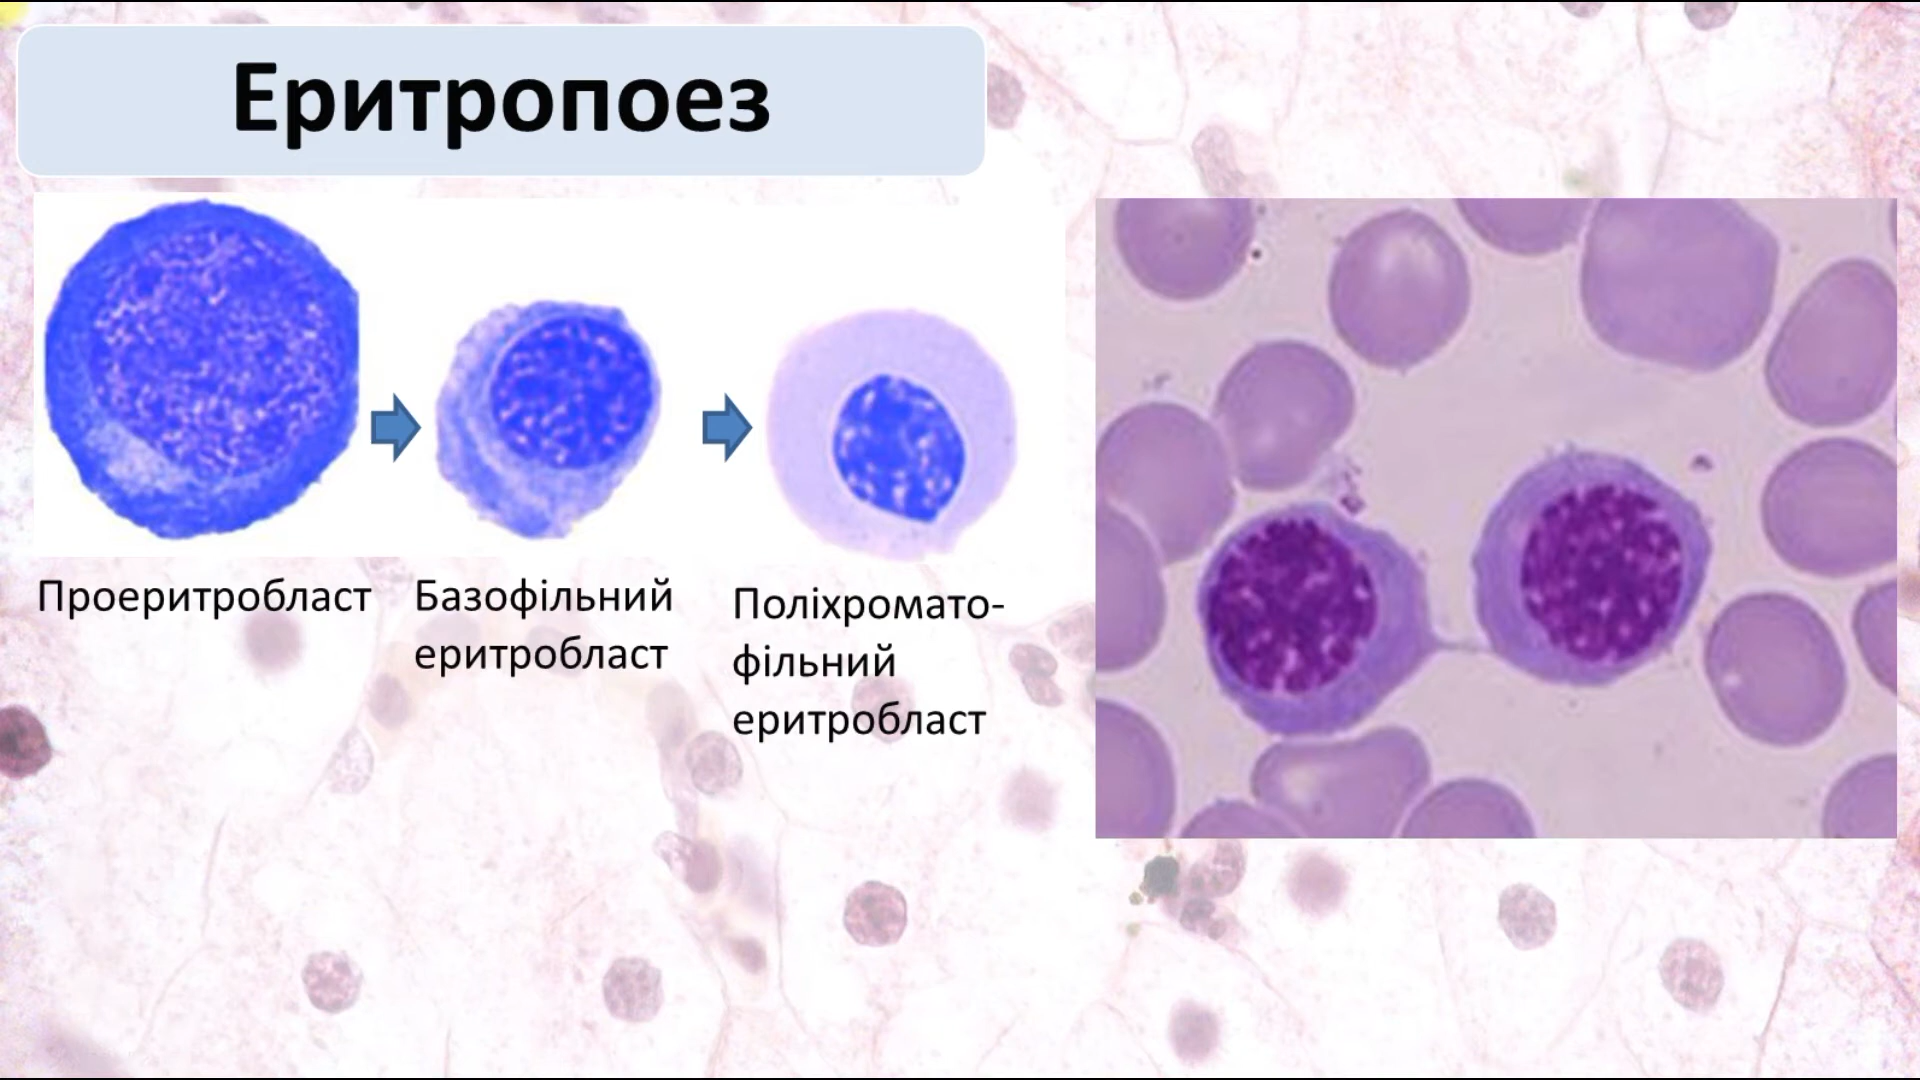 Еритропоез
Проеритробласт
Базофільний
еритробласт
Поліхромато-
фільний
еритробласт